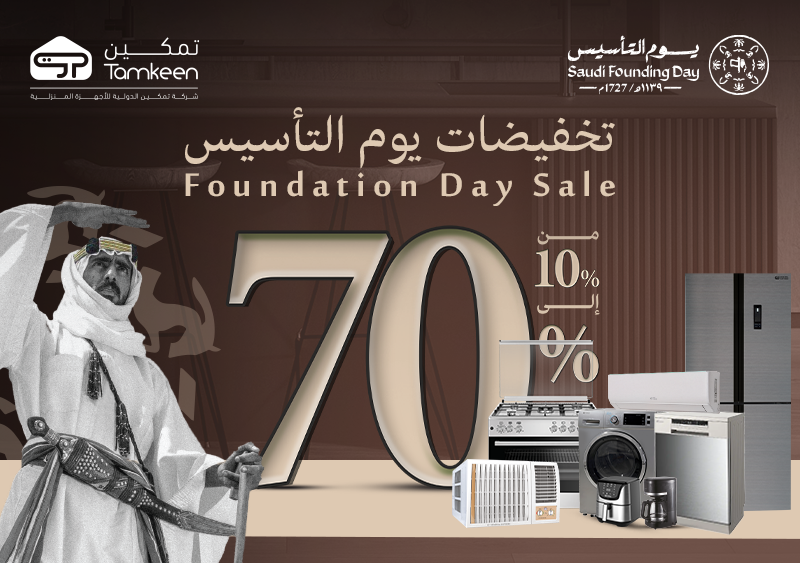 تمكين
Tamkeen
شركة تمكين الدولية للأجهزة المنزلية
يوم التأسيس
Saudi Founding Day
١١٣٩هـ/1727م
تخفيضات يوم التأسيس
Foundation Day Sale
من
10%
إلى
70%